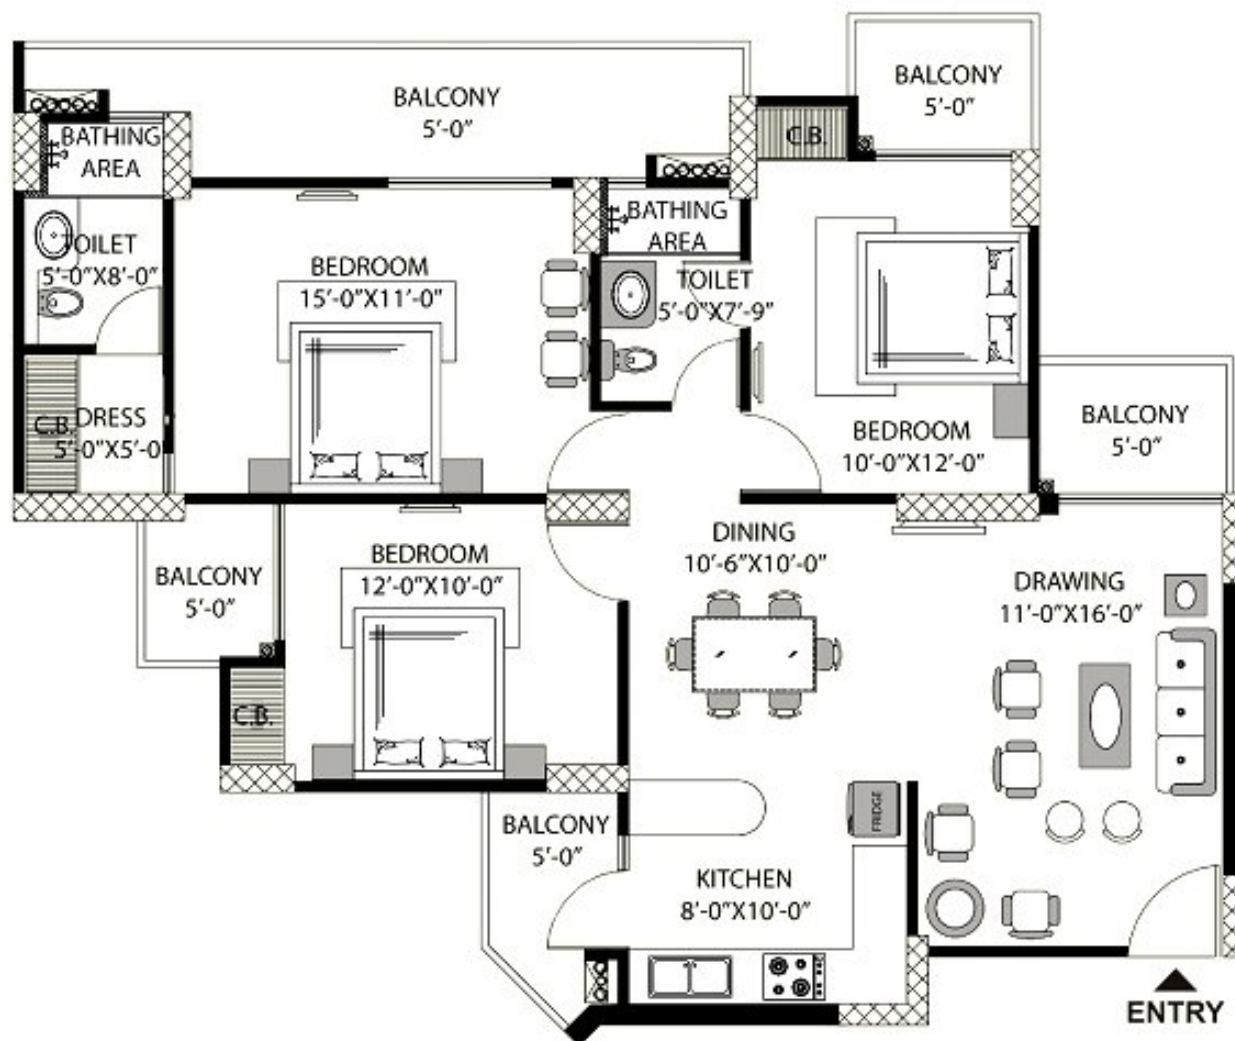 BALCONY
5'-0"
BALCONY
5'-0"
C.B.
BATHING
AREA
TOILET
5'-0"X8'-0"
BEDROOM
15'-0"X11'-0"
BATHING
AREA
TOILET
5'-0"X7'-9"
C.B.
DRESS
5'-0"X5'-0
BEDROOM
10'-0"X12'-0"
BALCONY
5'-0"
BALCONY
5'-0"
BEDROOM
12'-0"X10'-0"
DINING
10'-6"X10'-0"
DRAWING
11'-0"X16'-0"
C.B.
BALCONY
5'-0"
FRIDGE
KITCHEN
8'-0"X10'-0"
ENTRY